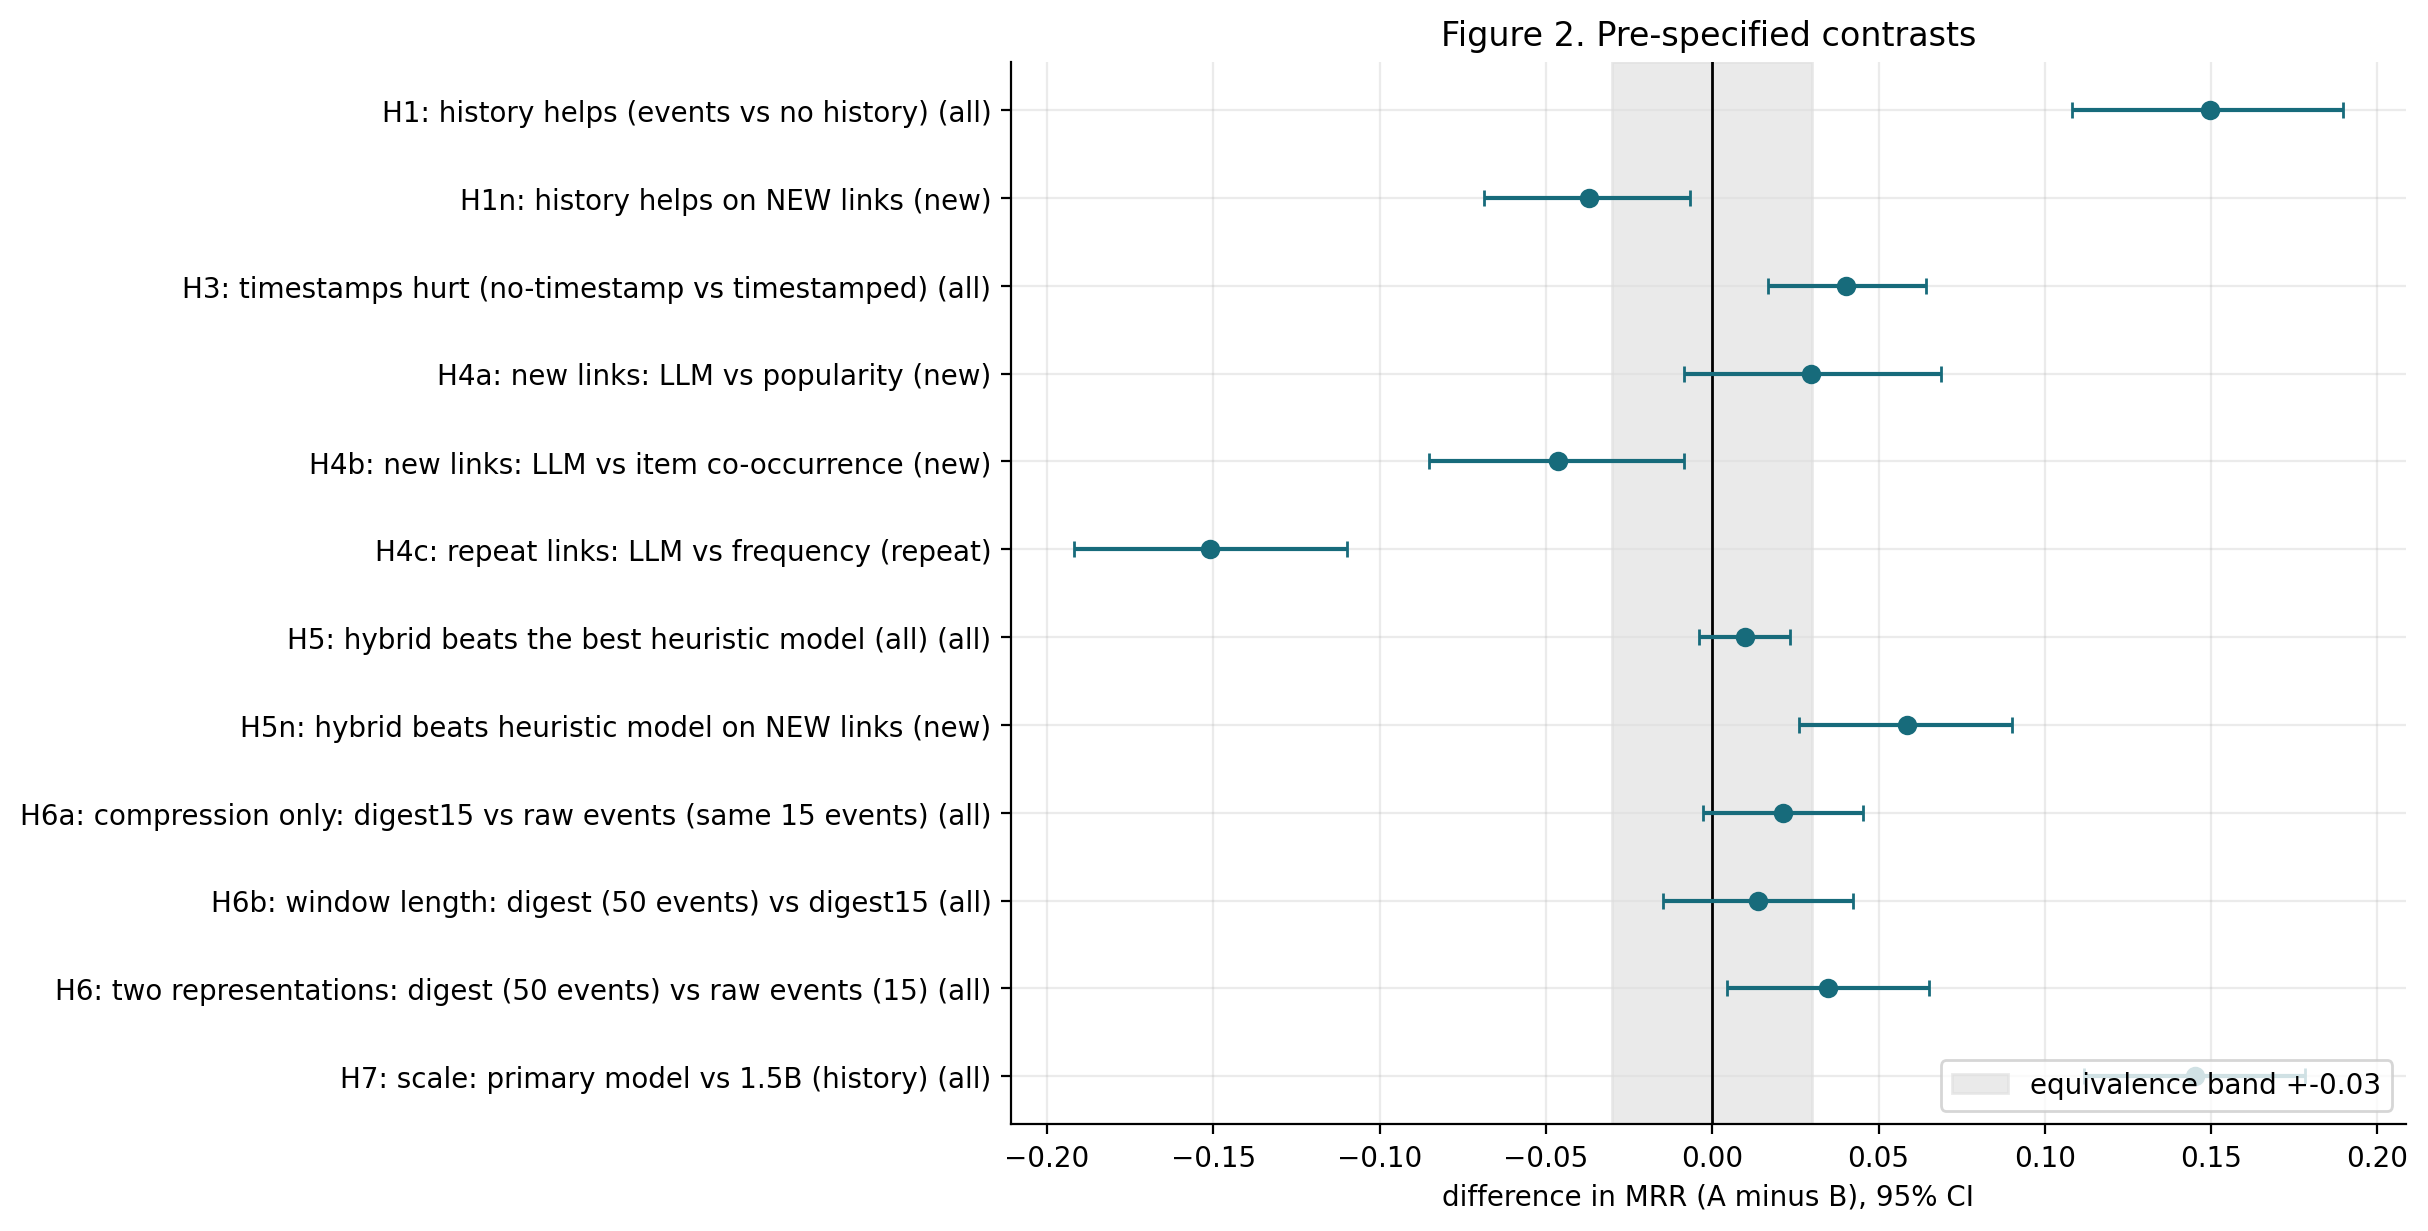 Figure 2. Pre-specified contrasts
H1: history helps (events vs no history) (all)
H1n: history helps on NEW links (new)
H3: timestamps hurt (no-timestamp vs timestamped) (all)
H4a: new links: LLM vs popularity (new)
H4b: new links: LLM vs item co-occurrence (new)
H4c: repeat links: LLM vs frequency (repeat)
H5: hybrid beats the best heuristic model (all) (all)
H5n: hybrid beats heuristic model on NEW links (new)
H6a: compression only: digest15 vs raw events (same 15 events) (all)
H6b: window length: digest (50 events) vs digest15 (all)
H6: two representations: digest (50 events) vs raw events (15) (all)
H7: scale: primary model vs 1.5B (history) (all)
equivalence band +-0.03
−0.20 −0.15 −0.10 −0.05 0.00 0.05 0.10 0.15 0.20
difference in MRR (A minus B), 95% CI